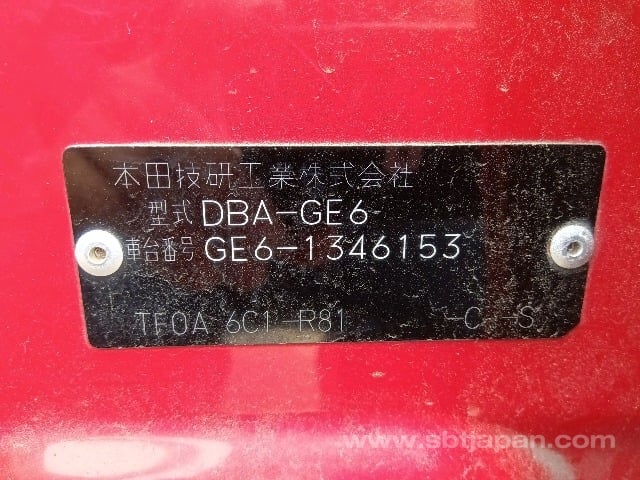 本田技研工業株式会社
型式 DBA-GE6
車台番号 GE6-1346153
TF0A 6C1-R81 -C -S
www.sbtjapan.com